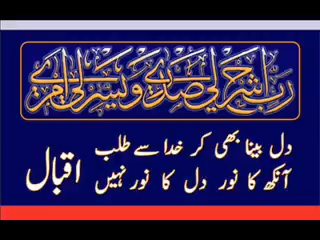 رب اشرح لی صدری ویسر لی امری
دل بینا بھی کر خدا سے طلب
آنکھ کا نور دل کا نور نہیں
اقبال